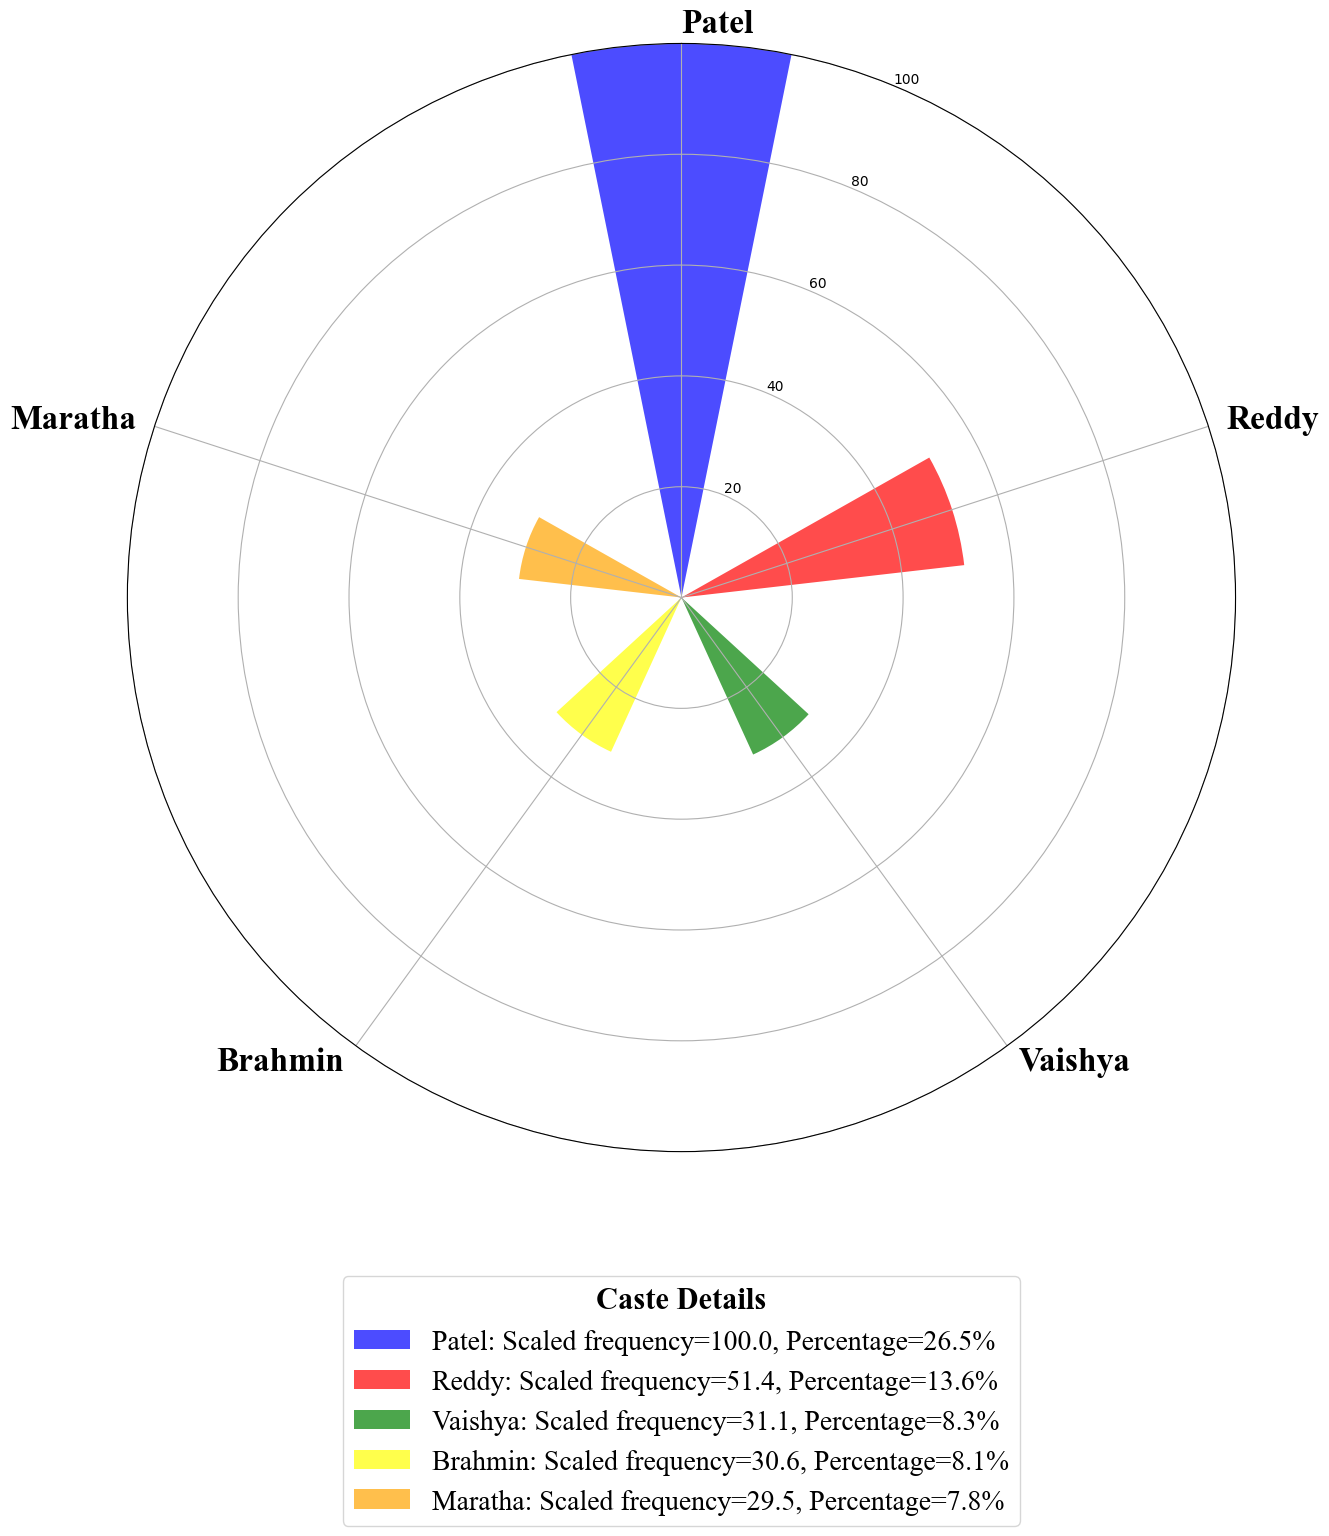 Patel
100
80
60
Maratha
Reddy
40
20
Brahmin
Vaishya
Caste Details
Patel: Scaled frequency=100.0, Percentage=26.5%
Reddy: Scaled frequency=51.4, Percentage=13.6%
Vaishya: Scaled frequency=31.1, Percentage=8.3%
Brahmin: Scaled frequency=30.6, Percentage=8.1%
Maratha: Scaled frequency=29.5, Percentage=7.8%